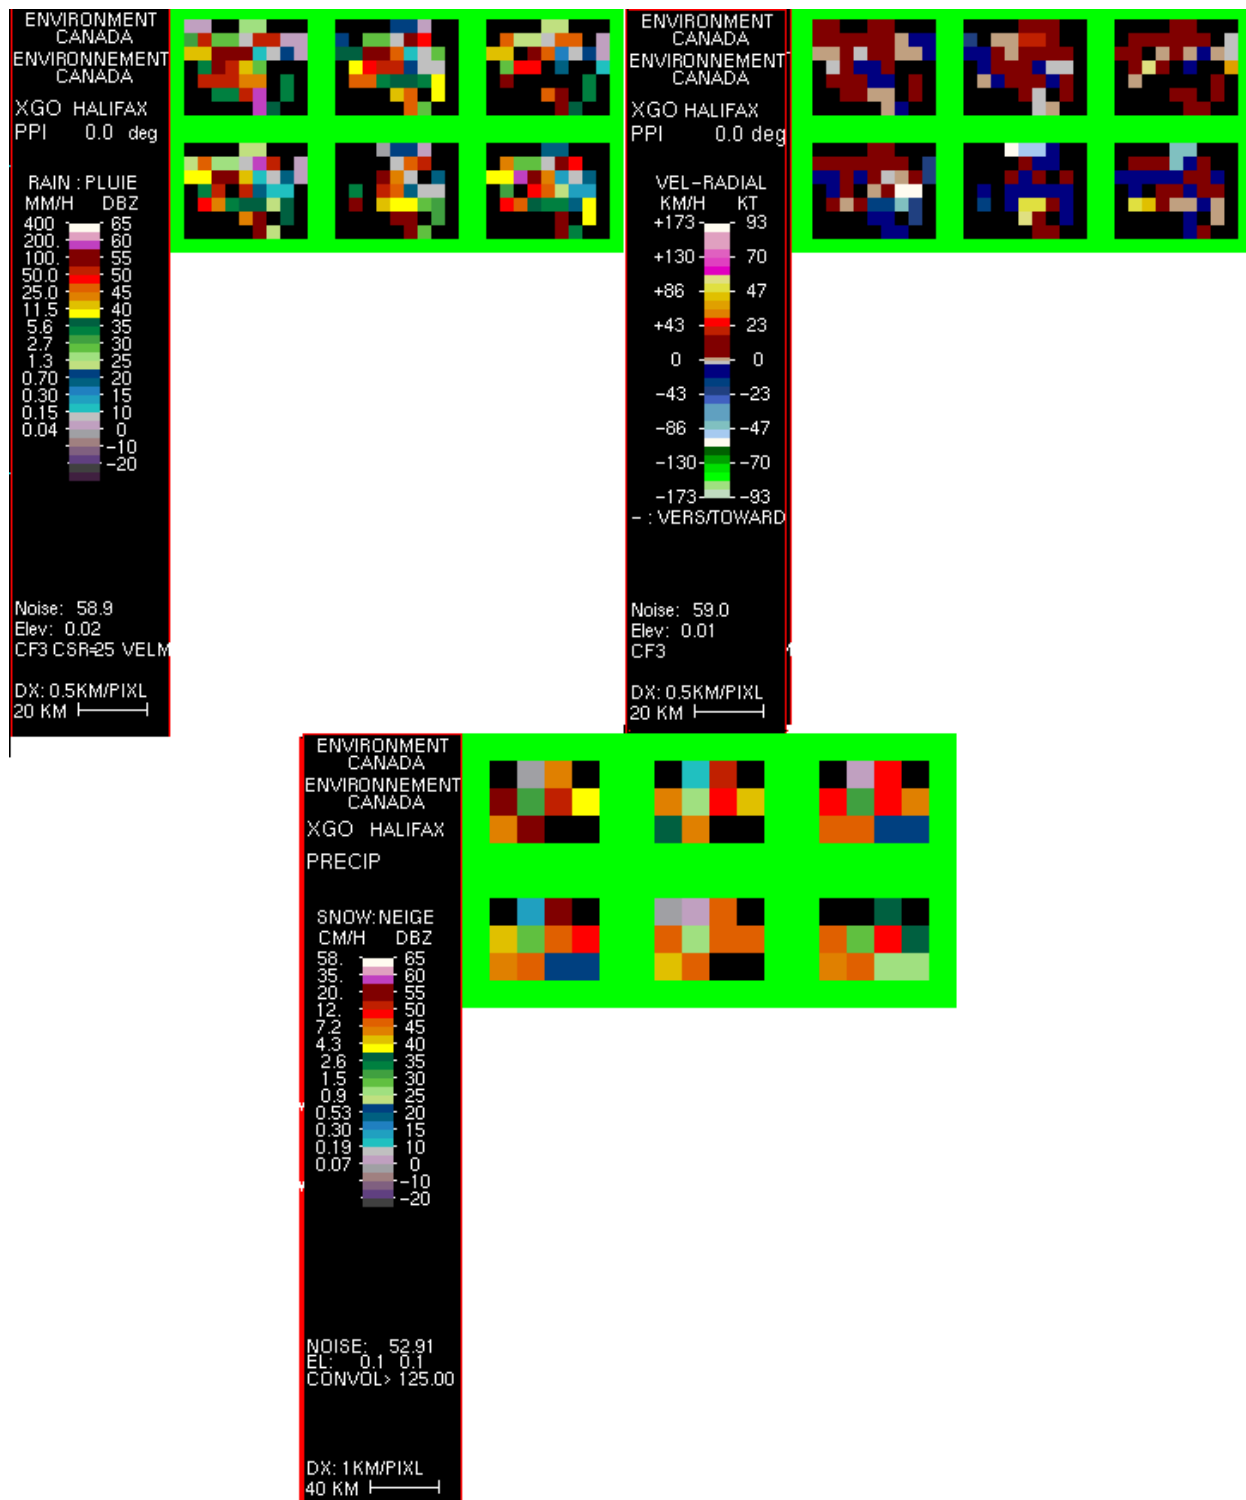 ENVIRONMENT
CANADA
ENVIRONNEMENT
CANADA
XGO HALIFAX
PPI 0.0 deg
RAIN : PLUIE
MM/H DBZ
400 65
200. 60
100. 55
50.0 50
25.0 45
11.5 40
5.6 35
2.7 30
1.3 25
0.70 20
0.30 15
0.15 10
0.04 0
-10
-20
Noise: 58.9
Elev: 0.02
CF3 CSR=25 VELM
DX: 0.5KM/PIXL
20 KM
ENVIRONMENT
CANADA
ENVIRONNEMENT
CANADA
XGO HALIFAX
PPI 0.0 deg
VEL-RADIAL
KM/H KT
+173 93
+130 70
+86 47
+43 23
0 0
-43 -23
-86 -47
-130 -70
-173 -93
- : VERS/TOWARD
Noise: 59.0
Elev: 0.01
CF3
DX: 0.5KM/PIXL
20 KM
ENVIRONMENT
CANADA
ENVIRONNEMENT
CANADA
XGO HALIFAX
PRECIP
SNOW:NEIGE
CM/H DBZ
58. 65
35. 60
20. 55
12. 50
7.2 45
4.3 40
2.6 35
1.5 30
0.9 25
0.53 20
0.30 15
0.19 10
0.07 0
-10
-20
NOISE: 52.91
EL: 0.1 0.1
CONVOL> 125.00
DX: 1KM/PIXL
40 KM